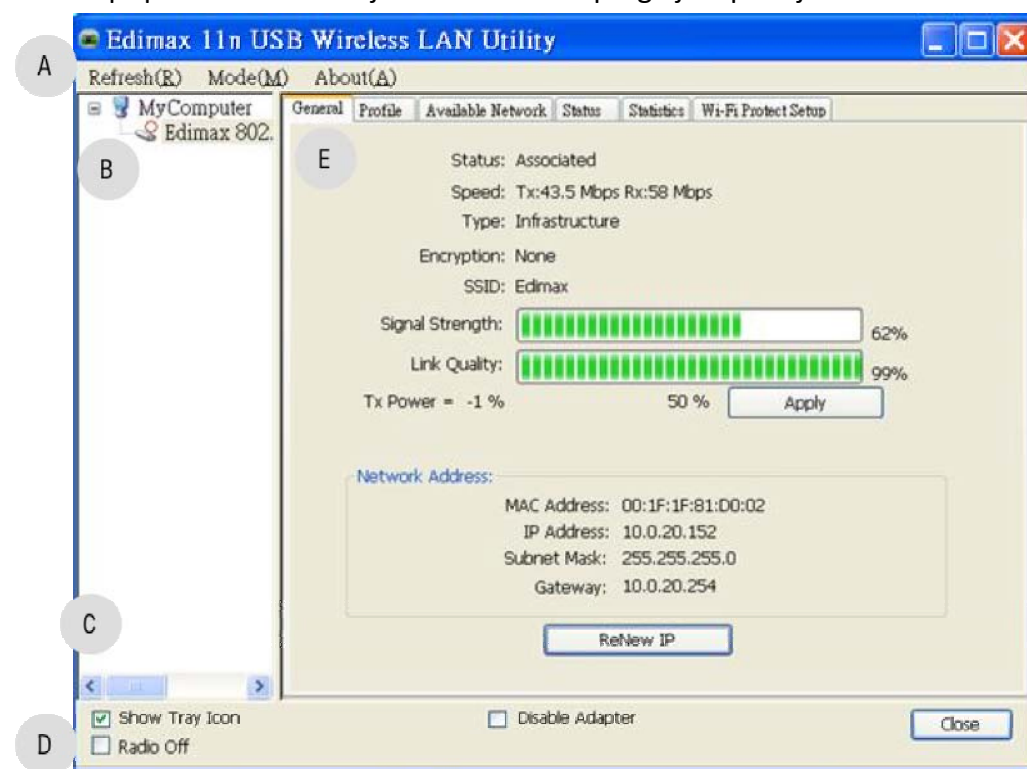 Edimax 11n USB Wireless LAN Utility
A
Refresh(R) Mode(M) About(A)
MyComputer
Edimax 802.
B
General Profile Available Network Status Statistics Wi-Fi Protect Setup
E
Status: Associated
Speed: Tx:43.5 Mbps Rx:58 Mbps
Type: Infrastructure
Encryption: None
SSID: Edimax
Signal Strength: 62%
Link Quality: 99%
Tx Power = -1 % 50 % Apply
Network Address:
MAC Address: 00:1F:1F:81:D0:02
IP Address: 10.0.20.152
Subnet Mask: 255.255.255.0
Gateway: 10.0.20.254
C
ReNew IP
Show Tray Icon Disable Adapter Close
D
Radio Off